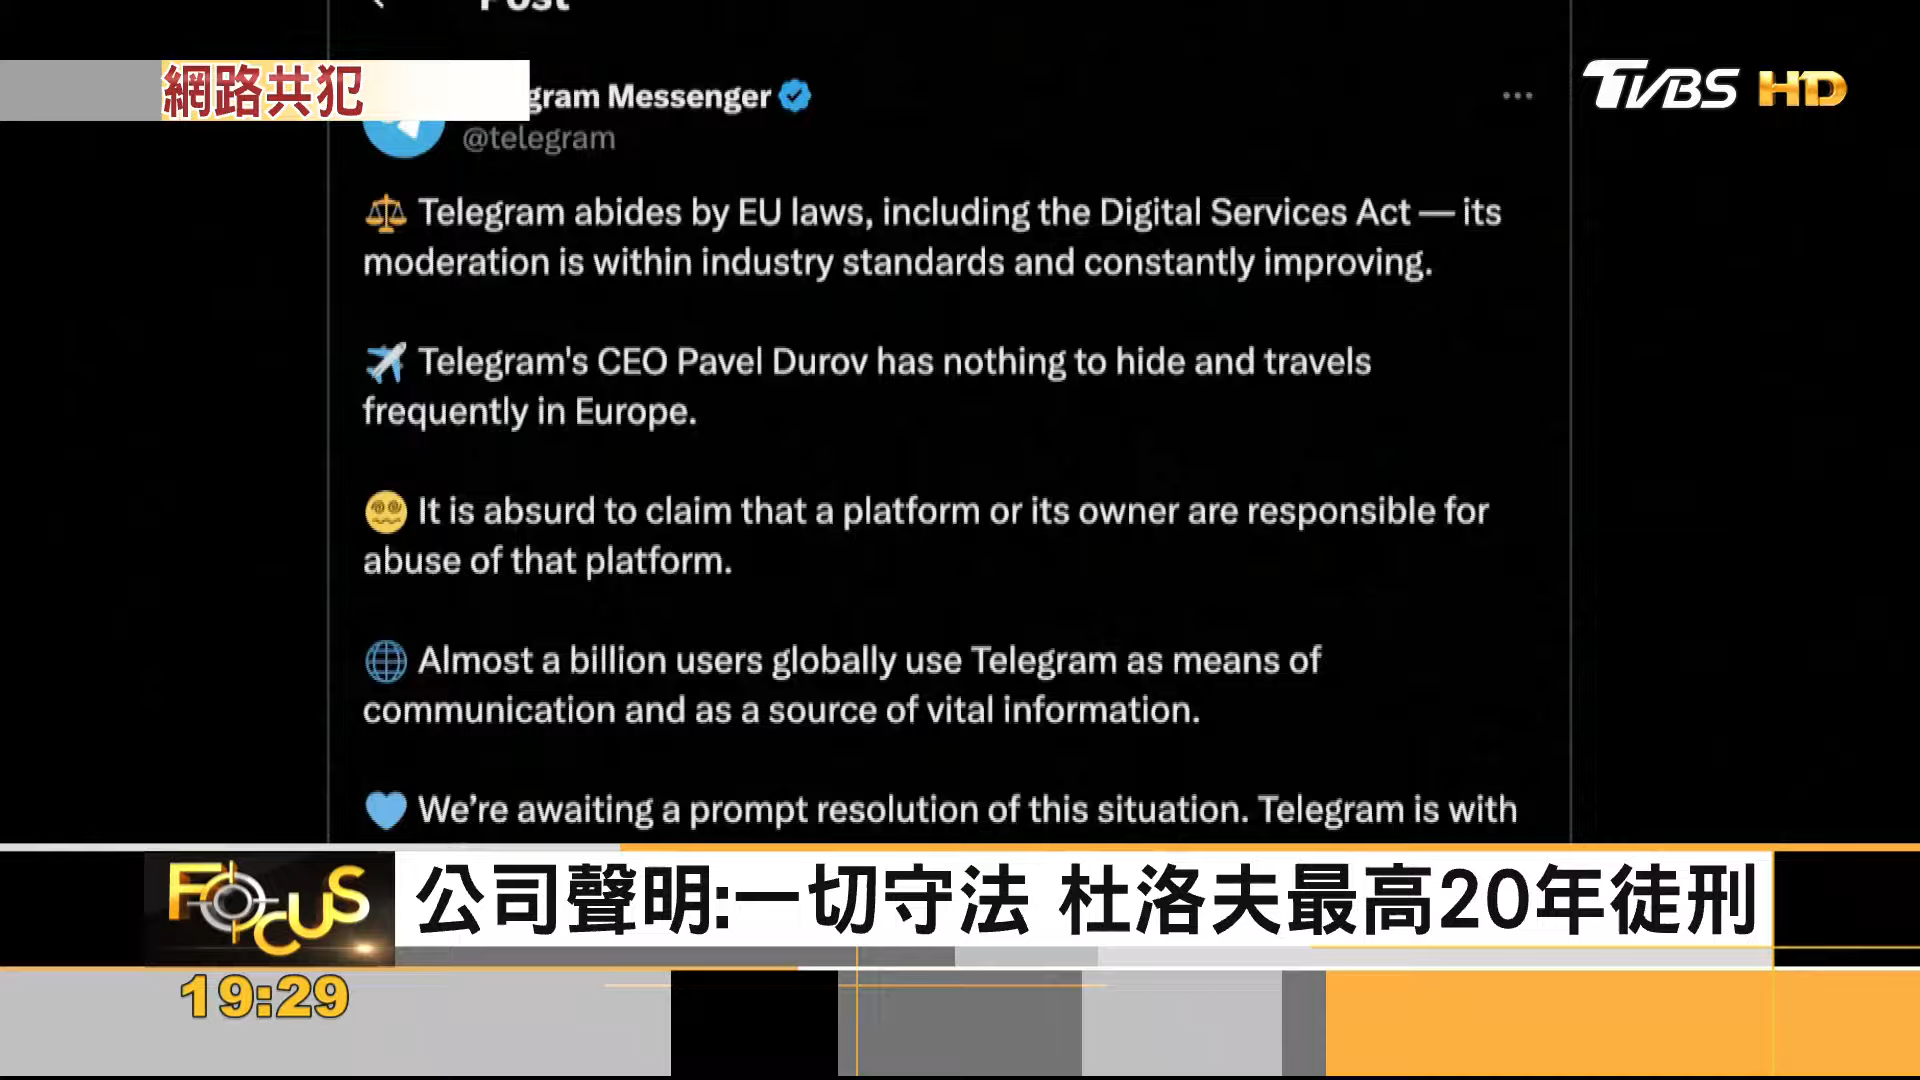 Post
網路共犯
gram Messenger
@telegram
TVBS HD
Telegram abides by EU laws, including the Digital Services Act — its
moderation is within industry standards and constantly improving.
Telegram's CEO Pavel Durov has nothing to hide and travels
frequently in Europe.
It is absurd to claim that a platform or its owner are responsible for
abuse of that platform.
Almost a billion users globally use Telegram as means of
communication and as a source of vital information.
We’re awaiting a prompt resolution of this situation. Telegram is with
FOCUS
公司聲明:一切守法 杜洛夫最高20年徒刑
19:29